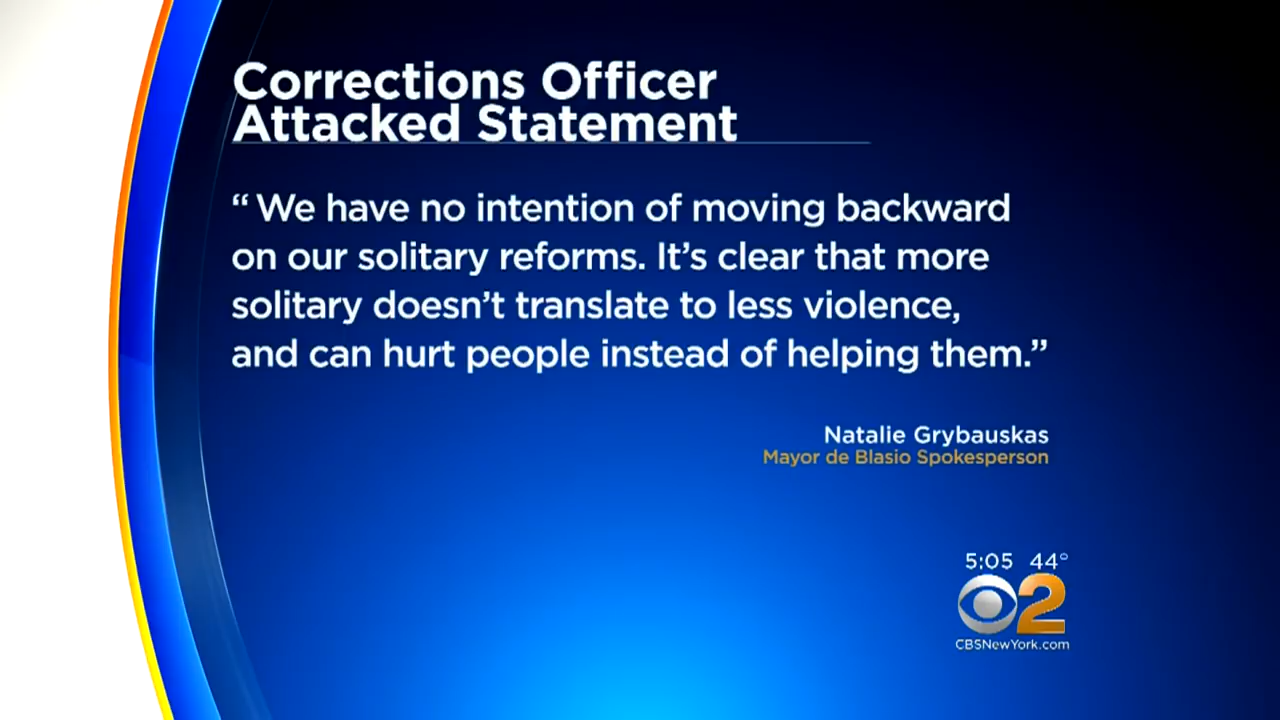 Corrections Officer
Attacked Statement
“ We have no intention of moving backward
on our solitary reforms. It’s clear that more
solitary doesn’t translate to less violence,
and can hurt people instead of helping them.”
Natalie Grybauskas
Mayor de Blasio Spokesperson
5:05 44°
2
CBSNewYork.com